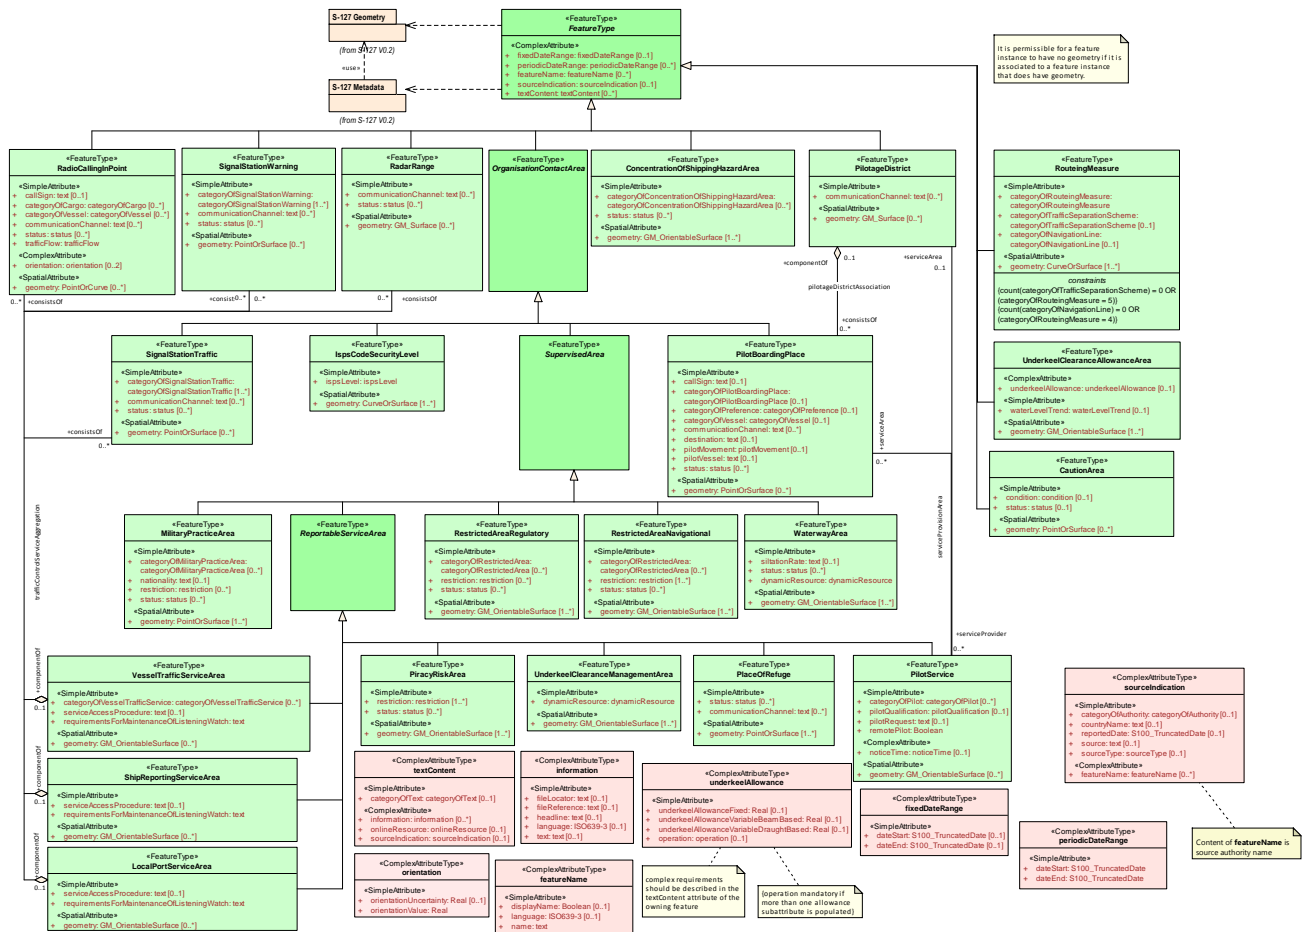 S-127 Geometry
(from S-127 V0.2)
«use»
S-127 Metadata
(from S-127 V0.2)
«FeatureType»
FeatureType
«ComplexAttribute»
+ fixedDateRange: fixedDateRange [0..1]
+ periodicDateRange: periodicDateRange [0..*]
+ featureName: featureName [0..*]
+ sourceIndication: sourceIndication [0..1]
+ textContent: textContent [0..*]
It is permissible for a feature
instance to have no geometry if it is
associated to a feature instance
that does have geometry.
«FeatureType»
RadioCallingInPoint
«SimpleAttribute»
+ callSign: text [0..1]
+ categoryOfCargo: categoryOfCargo [0..*]
+ categoryOfVessel: categoryOfVessel [0..*]
+ communicationChannel: text [0..*]
+ status: status [0..*]
+ trafficFlow: trafficFlow
«ComplexAttribute»
+ orientation: orientation [0..2]
«SpatialAttribute»
+ geometry: PointOrCurve [0..*]
«FeatureType»
SignalStationWarning
«SimpleAttribute»
+ categoryOfSignalStationWarning:
categoryOfSignalStationWarning [1..*]
+ communicationChannel: text [0..*]
+ status: status [0..*]
«SpatialAttribute»
+ geometry: PointOrSurface [0..*]
«FeatureType»
RadarRange
«SimpleAttribute»
+ communicationChannel: text [0..*]
+ status: status [0..*]
«SpatialAttribute»
+ geometry: GM_Surface [0..*]
«FeatureType»
OrganisationContactArea
«FeatureType»
ConcentrationOfShippingHazardArea
«SimpleAttribute»
+ categoryOfConcentrationOfShippingHazardArea:
categoryOfConcentrationOfShippingHazardArea [0..*]
+ status: status [0..*]
«SpatialAttribute»
+ geometry: GM_OrientableSurface [1..*]
«FeatureType»
PilotageDistrict
«SimpleAttribute»
+ communicationChannel: text [0..*]
«SpatialAttribute»
+ geometry: GM_Surface [0..*]
«FeatureType»
RouteingMeasure
«SimpleAttribute»
+ categoryOfRouteingMeasure:
categoryOfRouteingMeasure
+ categoryOfTrafficSeparationScheme:
categoryOfTrafficSeparationScheme [0..1]
+ categoryOfNavigationLine:
categoryOfNavigationLine [0..1]
«SpatialAttribute»
+ geometry: CurveOrSurface [1..*]
constraints
{count(categoryOfTrafficSeparationScheme) = 0 OR
(categoryOfRouteingMeasure = 5)}
{count(categoryOfNavigationLine) = 0 OR
(categoryOfRouteingMeasure = 4)}
0..* +consistsOf
+consistsOf 0..* 0..*
+consistsOf
+componentOf 0..1
+serviceArea
0..1
pilotageDistrictAssociation
+consistsOf
0..*
«FeatureType»
SignalStationTraffic
«SimpleAttribute»
+ categoryOfSignalStationTraffic:
categoryOfSignalStationTraffic [1..*]
+ communicationChannel: text [0..*]
+ status: status [0..*]
«SpatialAttribute»
+ geometry: PointOrSurface [0..*]
+consistsOf
0..*
«FeatureType»
IspsCodeSecurityLevel
«SimpleAttribute»
+ ispsLevel: ispsLevel
«SpatialAttribute»
+ geometry: CurveOrSurface [1..*]
«FeatureType»
SupervisedArea
«FeatureType»
PilotBoardingPlace
«SimpleAttribute»
+ callSign: text [0..1]
+ categoryOfPilotBoardingPlace:
categoryOfPilotBoardingPlace [0..1]
+ categoryOfPreference: categoryOfPreference [0..1]
+ categoryOfVessel: categoryOfVessel [0..1]
+ communicationChannel: text [0..*]
+ destination: text [0..1]
+ pilotMovement: pilotMovement [0..1]
+ pilotVessel: text [0..1]
+ status: status [0..*]
«SpatialAttribute»
+ geometry: PointOrSurface [0..*]
+serviceArea
0..*
«FeatureType»
UnderkeelClearanceAllowanceArea
«ComplexAttribute»
+ underkeelAllowance: underkeelAllowance [0..1]
«SimpleAttribute»
+ waterLevelTrend: waterLevelTrend [0..1]
«SpatialAttribute»
+ geometry: GM_OrientableSurface [1..*]
«FeatureType»
CautionArea
«SimpleAttribute»
+ condition: condition [0..1]
+ status: status [0..1]
«SpatialAttribute»
+ geometry: PointOrSurface [0..*]
trafficControlServiceAggregation
serviceProvisionArea
«FeatureType»
MilitaryPracticeArea
«SimpleAttribute»
+ categoryOfMilitaryPracticeArea:
categoryOfMilitaryPracticeArea [0..*]
+ nationality: text [0..1]
+ restriction: restriction [0..*]
+ status: status [0..*]
«SpatialAttribute»
+ geometry: PointOrSurface [1..*]
«FeatureType»
ReportableServiceArea
«FeatureType»
RestrictedAreaRegulatory
«SimpleAttribute»
+ categoryOfRestrictedArea:
categoryOfRestrictedArea [0..*]
+ restriction: restriction [0..*]
+ status: status [0..*]
«SpatialAttribute»
+ geometry: GM_OrientableSurface [1..*]
«FeatureType»
RestrictedAreaNavigational
«SimpleAttribute»
+ categoryOfRestrictedArea:
categoryOfRestrictedArea [0..*]
+ restriction: restriction [1..*]
+ status: status [0..*]
«SpatialAttribute»
+ geometry: GM_OrientableSurface [1..*]
«FeatureType»
WaterwayArea
«SimpleAttribute»
+ siltationRate: text [0..1]
+ status: status [0..*]
+ dynamicResource: dynamicResource
«SpatialAttribute»
+ geometry: GM_OrientableSurface [1..*]
+serviceProvider
0..*
+componentOf
0..1
«FeatureType»
VesselTrafficServiceArea
«SimpleAttribute»
+ categoryOfVesselTrafficService: categoryOfVesselTrafficService [0..*]
+ serviceAccessProcedure: text [0..1]
+ requirementsForMaintenanceOfListeningWatch: text
«SpatialAttribute»
+ geometry: GM_OrientableSurface [0..*]
«FeatureType»
PiracyRiskArea
«SimpleAttribute»
+ restriction: restriction [1..*]
+ status: status [0..*]
«SpatialAttribute»
+ geometry: GM_OrientableSurface [1..*]
«FeatureType»
UnderkeelClearanceManagementArea
«SimpleAttribute»
+ dynamicResource: dynamicResource
«SpatialAttribute»
+ geometry: GM_OrientableSurface [1..*]
«FeatureType»
PlaceOfRefuge
«SimpleAttribute»
+ status: status [0..*]
+ communicationChannel: text [0..*]
«SpatialAttribute»
+ geometry: PointOrSurface [1..*]
«FeatureType»
PilotService
«SimpleAttribute»
+ categoryOfPilot: categoryOfPilot [0..*]
+ pilotQualification: pilotQualification [0..1]
+ pilotRequest: text [0..1]
+ remotePilot: Boolean
«ComplexAttribute»
+ noticeTime: noticeTime [0..1]
«SpatialAttribute»
+ geometry: GM_OrientableSurface [0..*]
«ComplexAttributeType»
sourceIndication
«SimpleAttribute»
+ categoryOfAuthority: categoryOfAuthority [0..1]
+ countryName: text [0..1]
+ reportedDate: S100_TruncatedDate [0..1]
+ source: text [0..1]
+ sourceType: sourceType [0..1]
«ComplexAttribute»
+ featureName: featureName [0..*]
+componentOf
0..1
«FeatureType»
ShipReportingServiceArea
«SimpleAttribute»
+ serviceAccessProcedure: text [0..1]
+ requirementsForMaintenanceOfListeningWatch: text
«SpatialAttribute»
+ geometry: GM_OrientableSurface [0..*]
+componentOf
0..1
«FeatureType»
LocalPortServiceArea
«SimpleAttribute»
+ serviceAccessProcedure: text [0..1]
+ requirementsForMaintenanceOfListeningWatch: text
«SpatialAttribute»
+ geometry: GM_OrientableSurface [0..*]
«ComplexAttributeType»
textContent
«SimpleAttribute»
+ categoryOfText: categoryOfText [0..1]
«ComplexAttribute»
+ information: information [0..*]
+ onlineResource: onlineResource [0..1]
+ sourceIndication: sourceIndication [0..1]
«ComplexAttributeType»
information
«SimpleAttribute»
+ fileLocator: text [0..1]
+ fileReference: text [0..1]
+ headline: text [0..1]
+ language: ISO639-3 [0..1]
+ text: text [0..1]
«ComplexAttributeType»
underkeelAllowance
«SimpleAttribute»
+ underkeelAllowanceFixed: Real [0..1]
+ underkeelAllowanceVariableBeamBased: Real [0..1]
+ underkeelAllowanceVariableDraughtBased: Real [0..1]
+ operation: operation [0..1]
«ComplexAttributeType»
fixedDateRange
«SimpleAttribute»
+ dateStart: S100_TruncatedDate [0..1]
+ dateEnd: S100_TruncatedDate [0..1]
«ComplexAttributeType»
periodicDateRange
«SimpleAttribute»
+ dateStart: S100_TruncatedDate
+ dateEnd: S100_TruncatedDate
Content of featureName is
source authority name
«ComplexAttributeType»
orientation
«SimpleAttribute»
+ orientationUncertainty: Real [0..1]
+ orientationValue: Real
«ComplexAttributeType»
featureName
«SimpleAttribute»
+ displayName: Boolean [0..1]
+ language: ISO639-3 [0..1]
+ name: text
complex requirements
should be described in the
textContent attribute of the
owning feature
{operation mandatory if
more than one allowance
subattribute is populated}